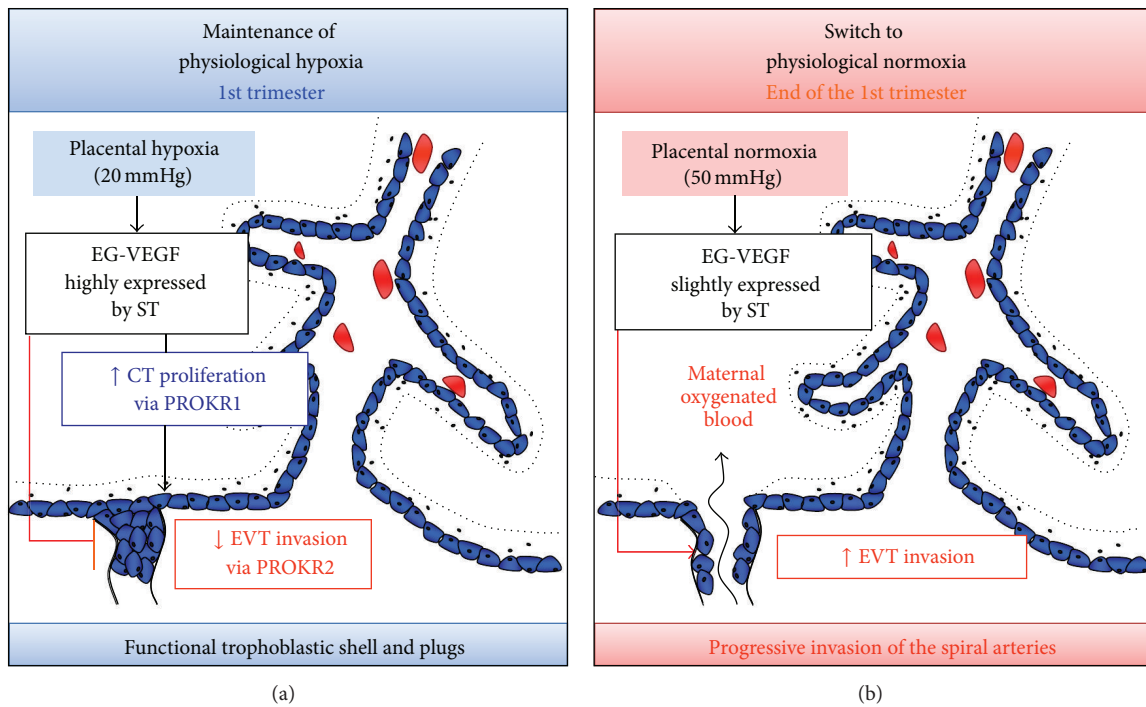 Maintenance of
physiological hypoxia
1st trimester
Placental hypoxia
(20 mmHg)
EG-VEGF
highly expressed
by ST
↑ CT proliferation
via PROKR1
↓ EVT invasion
via PROKR2
Functional trophoblastic shell and plugs
(a)
Switch to
physiological normoxia
End of the 1st trimester
Placental normoxia
(50 mmHg)
EG-VEGF
slightly expressed
by ST
Maternal
oxygenated
blood
↑ EVT invasion
Progressive invasion of the spiral arteries
(b)